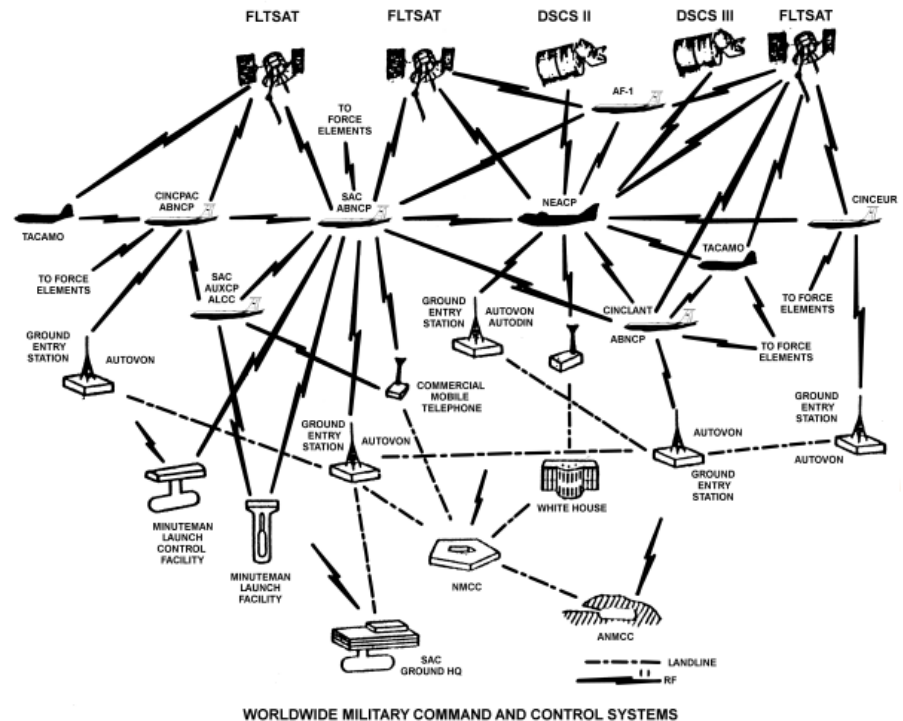 FLTSAT
FLTSAT
DSCS II
DSCS III
FLTSAT
AF-1
TO
FORCE
ELEMENTS
CINCPAC
ABNCP
SAC
ABNCP
NEACP
CINCEUR
TACAMO
TACAMO
TO FORCE
ELEMENTS
SAC
AUXCP
ALCC
GROUND
ENTRY
STATION
AUTOVON
AUTODIN
CINCLANT
ABNCP
TO FORCE
ELEMENTS
TO FORCE
ELEMENTS
GROUND
ENTRY
STATION
AUTOVON
COMMERCIAL
MOBILE
TELEPHONE
GROUND
ENTRY
STATION
AUTOVON
GROUND
ENTRY
STATION
AUTOVON
AUTOVON
GROUND
ENTRY
STATION
WHITE HOUSE
MINUTEMAN
LAUNCH
CONTROL
FACILITY
MINUTEMAN
LAUNCH
FACILITY
NMCC
ANMCC
SAC
GROUND HQ
LANDLINE
RF
WORLDWIDE MILITARY COMMAND AND CONTROL SYSTEMS